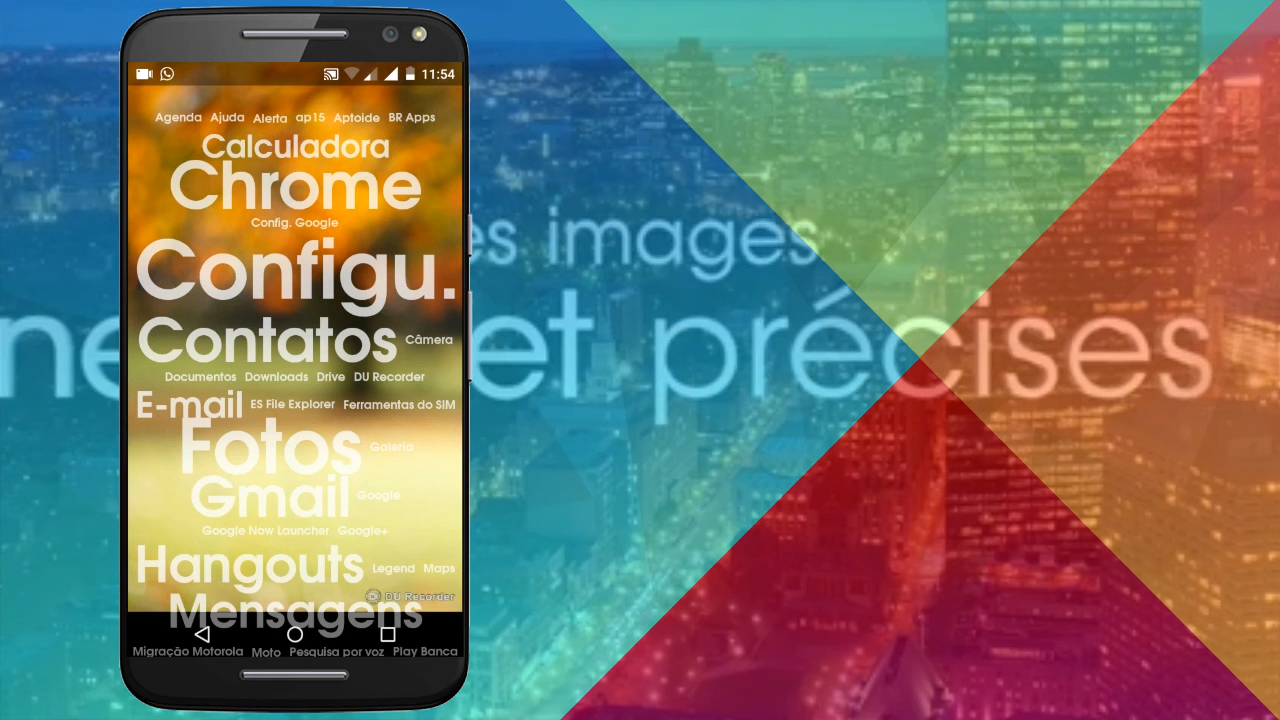 11:54
Agenda Ajuda Alerta ap15 Aptoide BR Apps
Calculadora
Chrome
Config. Google
Configu.
Contatos Câmera
Documentos Downloads Drive DU Recorder
E-mail ES File Explorer Ferramentas do SIM
Fotos Galeria
Gmail Google
Google Now Launcher Google+
Hangouts Legend Maps
DU Recorder
Mensagens
Migração Motorola Moto Pesquisa por voz Play Banca
es images
ne et précises